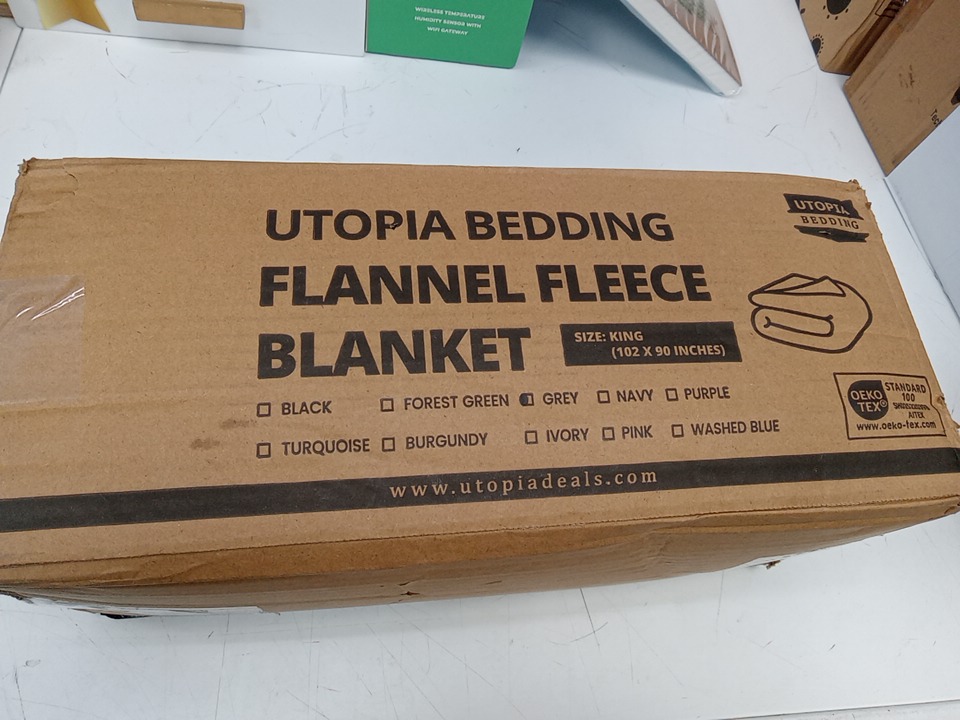 WIRELESS TEMPERATURE
HUMIDITY SENSOR WITH
WIFI GATEWAY
UTOPIA BEDDING
FLANNEL FLEECE
BLANKET
SIZE: KING
(102 X 90 INCHES)
BLACK
FOREST GREEN
GREY
NAVY
PURPLE
TURQUOISE
BURGUNDY
IVORY
PINK
WASHED BLUE
www.utopiadeals.com
UTOPIA
BEDDING
OEKO
TEX®
STANDARD
100
AITEX
www.oeko-tex.com